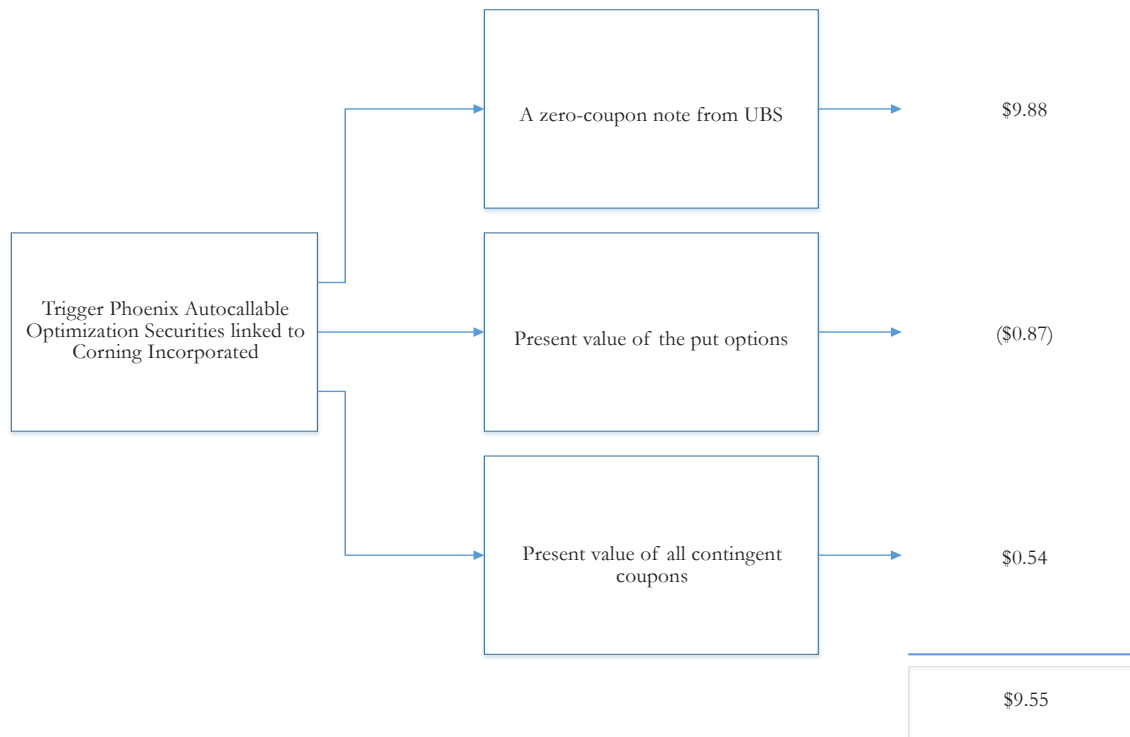 A zero-coupon note from UBS
$9.88
Trigger Phoenix Autocallable
Optimization Securities linked to
Corning Incorporated
Present value of the put options
($0.87)
Present value of all contingent
coupons
$0.54
$9.55